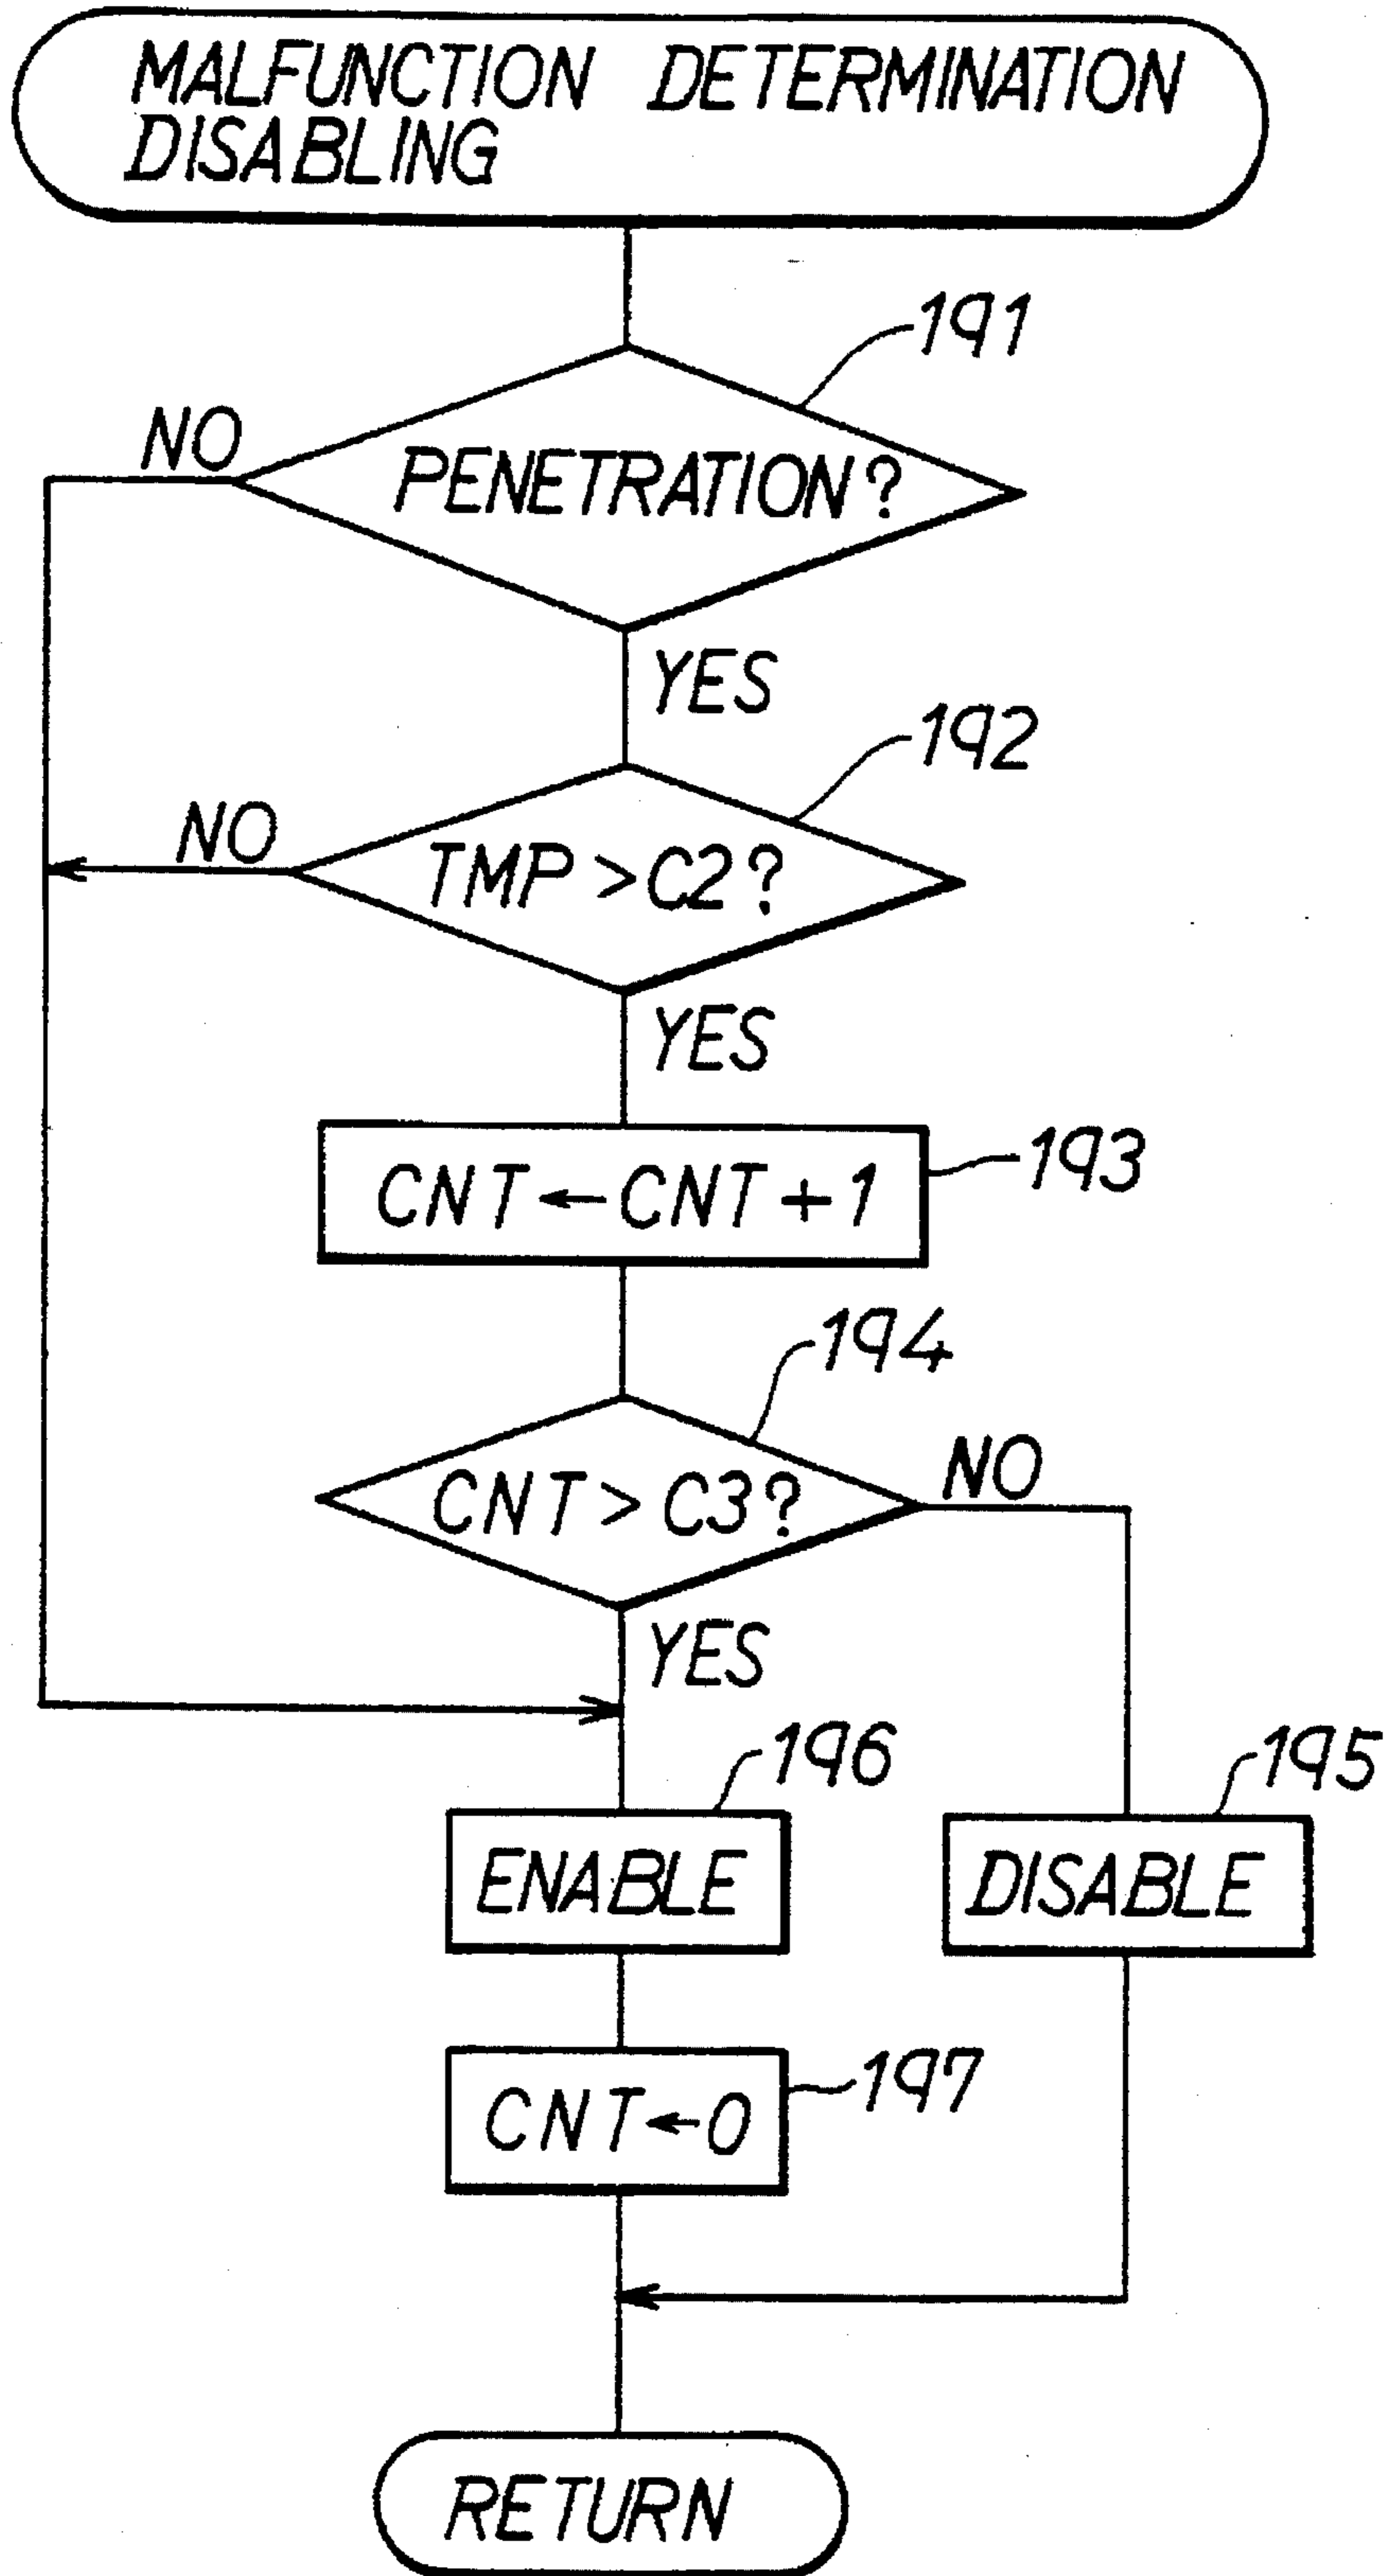 MALFUNCTION DETERMINATION
DISABLING
191
NO
PENETRATION?
YES
192
NO
TMP>C2?
YES
193
CNT←CNT+1
194
NO
CNT>C3?
YES
196
195
ENABLE
DISABLE
197
CNT←0
RETURN